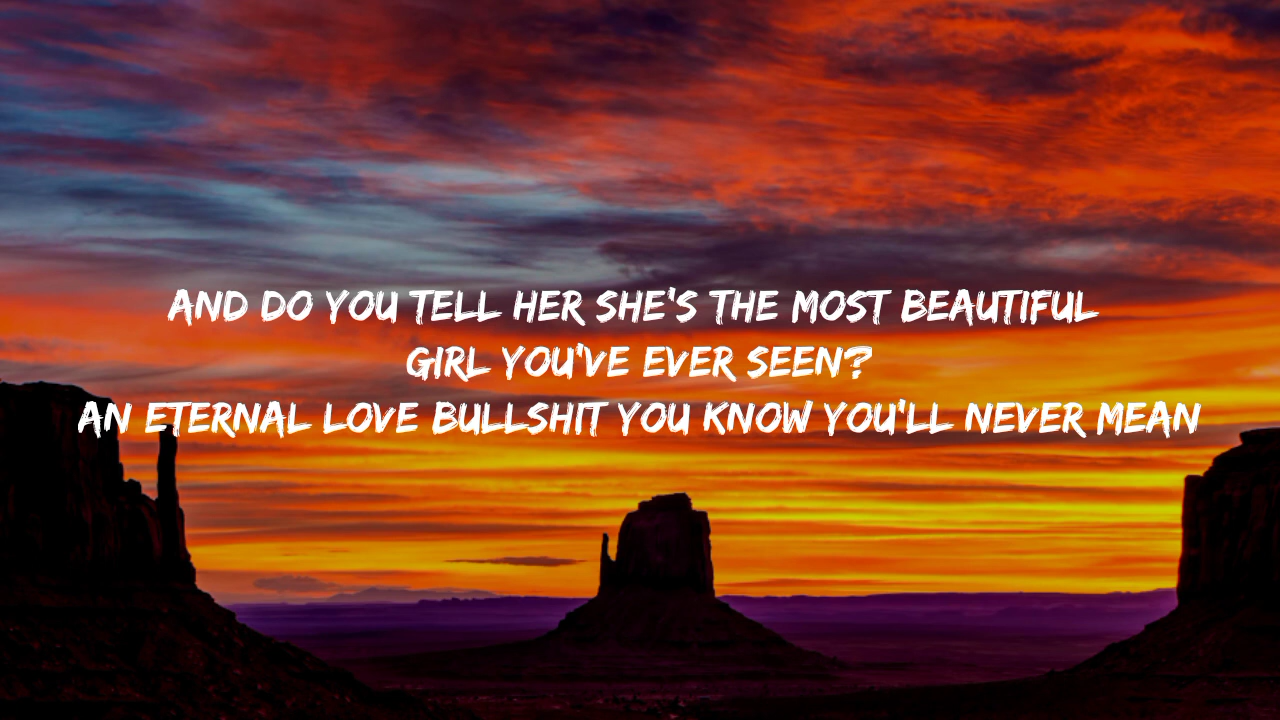 AND DO YOU TELL HER SHE'S THE MOST BEAUTIFUL
GIRL YOU'VE EVER SEEN?
AN ETERNAL LOVE BULLSHIT YOU KNOW YOU'LL NEVER MEAN